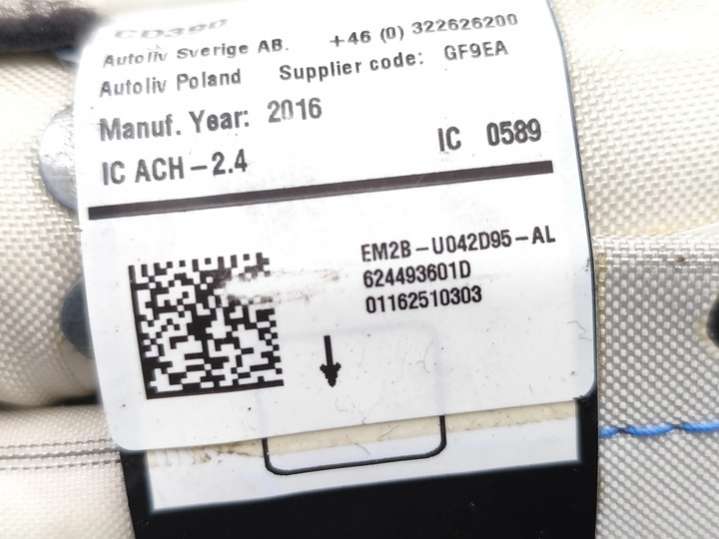 CD390
Autoliv Sverige AB. +46 (0) 322626200
Autoliv Poland Supplier code: GF9EA
Manuf. Year: 2016
IC ACH-2.4 IC 0589
EM2B-U042D95-AL
624493601D
01162510303